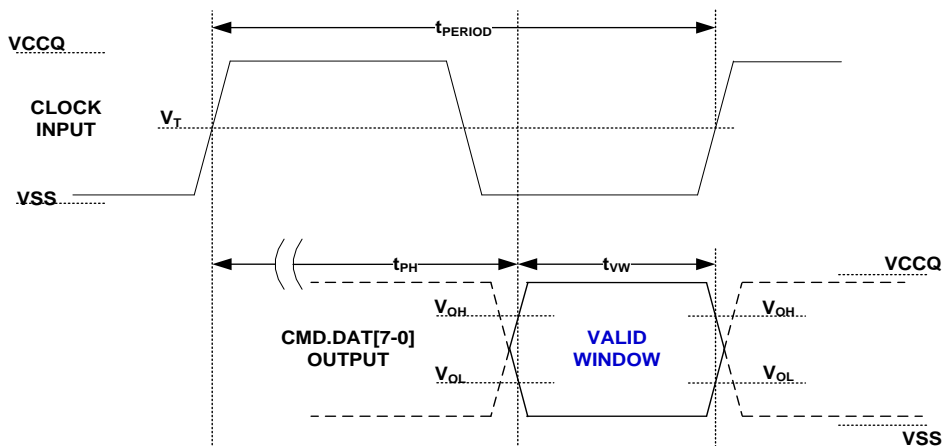 tPERIOD
VCCQ
CLOCK
INPUT
VT
VSS
tPH
tVW
VCCQ
VOH
VOH
CMD.DAT[7-0]
OUTPUT
VALID
WINDOW
VOL
VOL
VSS